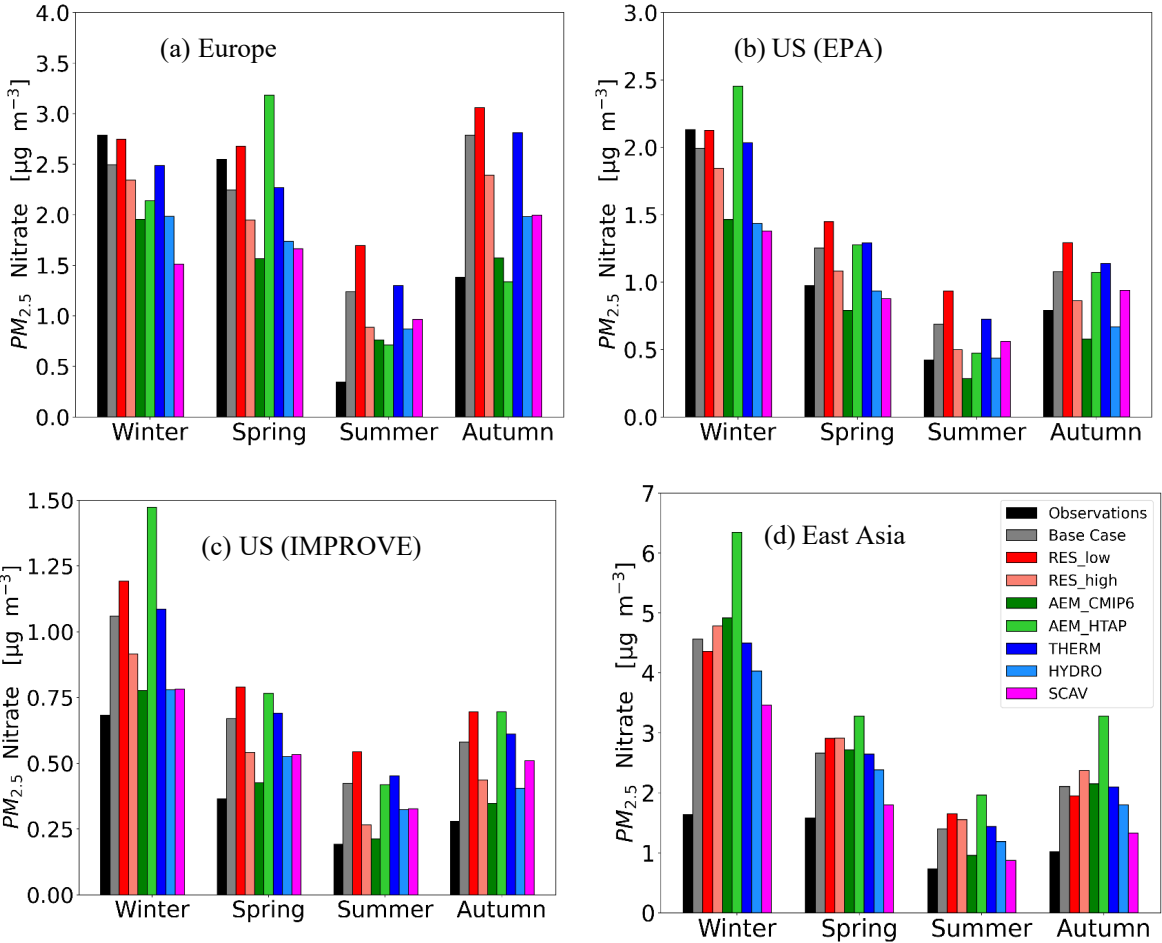 (a) Europe
PM2.5 Nitrate [µg m−3]
4.0
3.5
3.0
2.5
2.0
1.5
1.0
0.5
0.0
Winter Spring Summer Autumn
(b) US (EPA)
PM2.5 Nitrate [µg m−3]
3.0
2.5
2.0
1.5
1.0
0.5
0.0
Winter Spring Summer Autumn
(c) US (IMPROVE)
PM2.5 Nitrate [µg m−3]
1.50
1.25
1.00
0.75
0.50
0.25
0.00
Winter Spring Summer Autumn
(d) East Asia
PM2.5 Nitrate [µg m−3]
7
6
5
4
3
2
1
0
Winter Spring Summer Autumn
Observations
Base Case
RES_low
RES_high
AEM_CMIP6
AEM_HTAP
THERM
HYDRO
SCAV